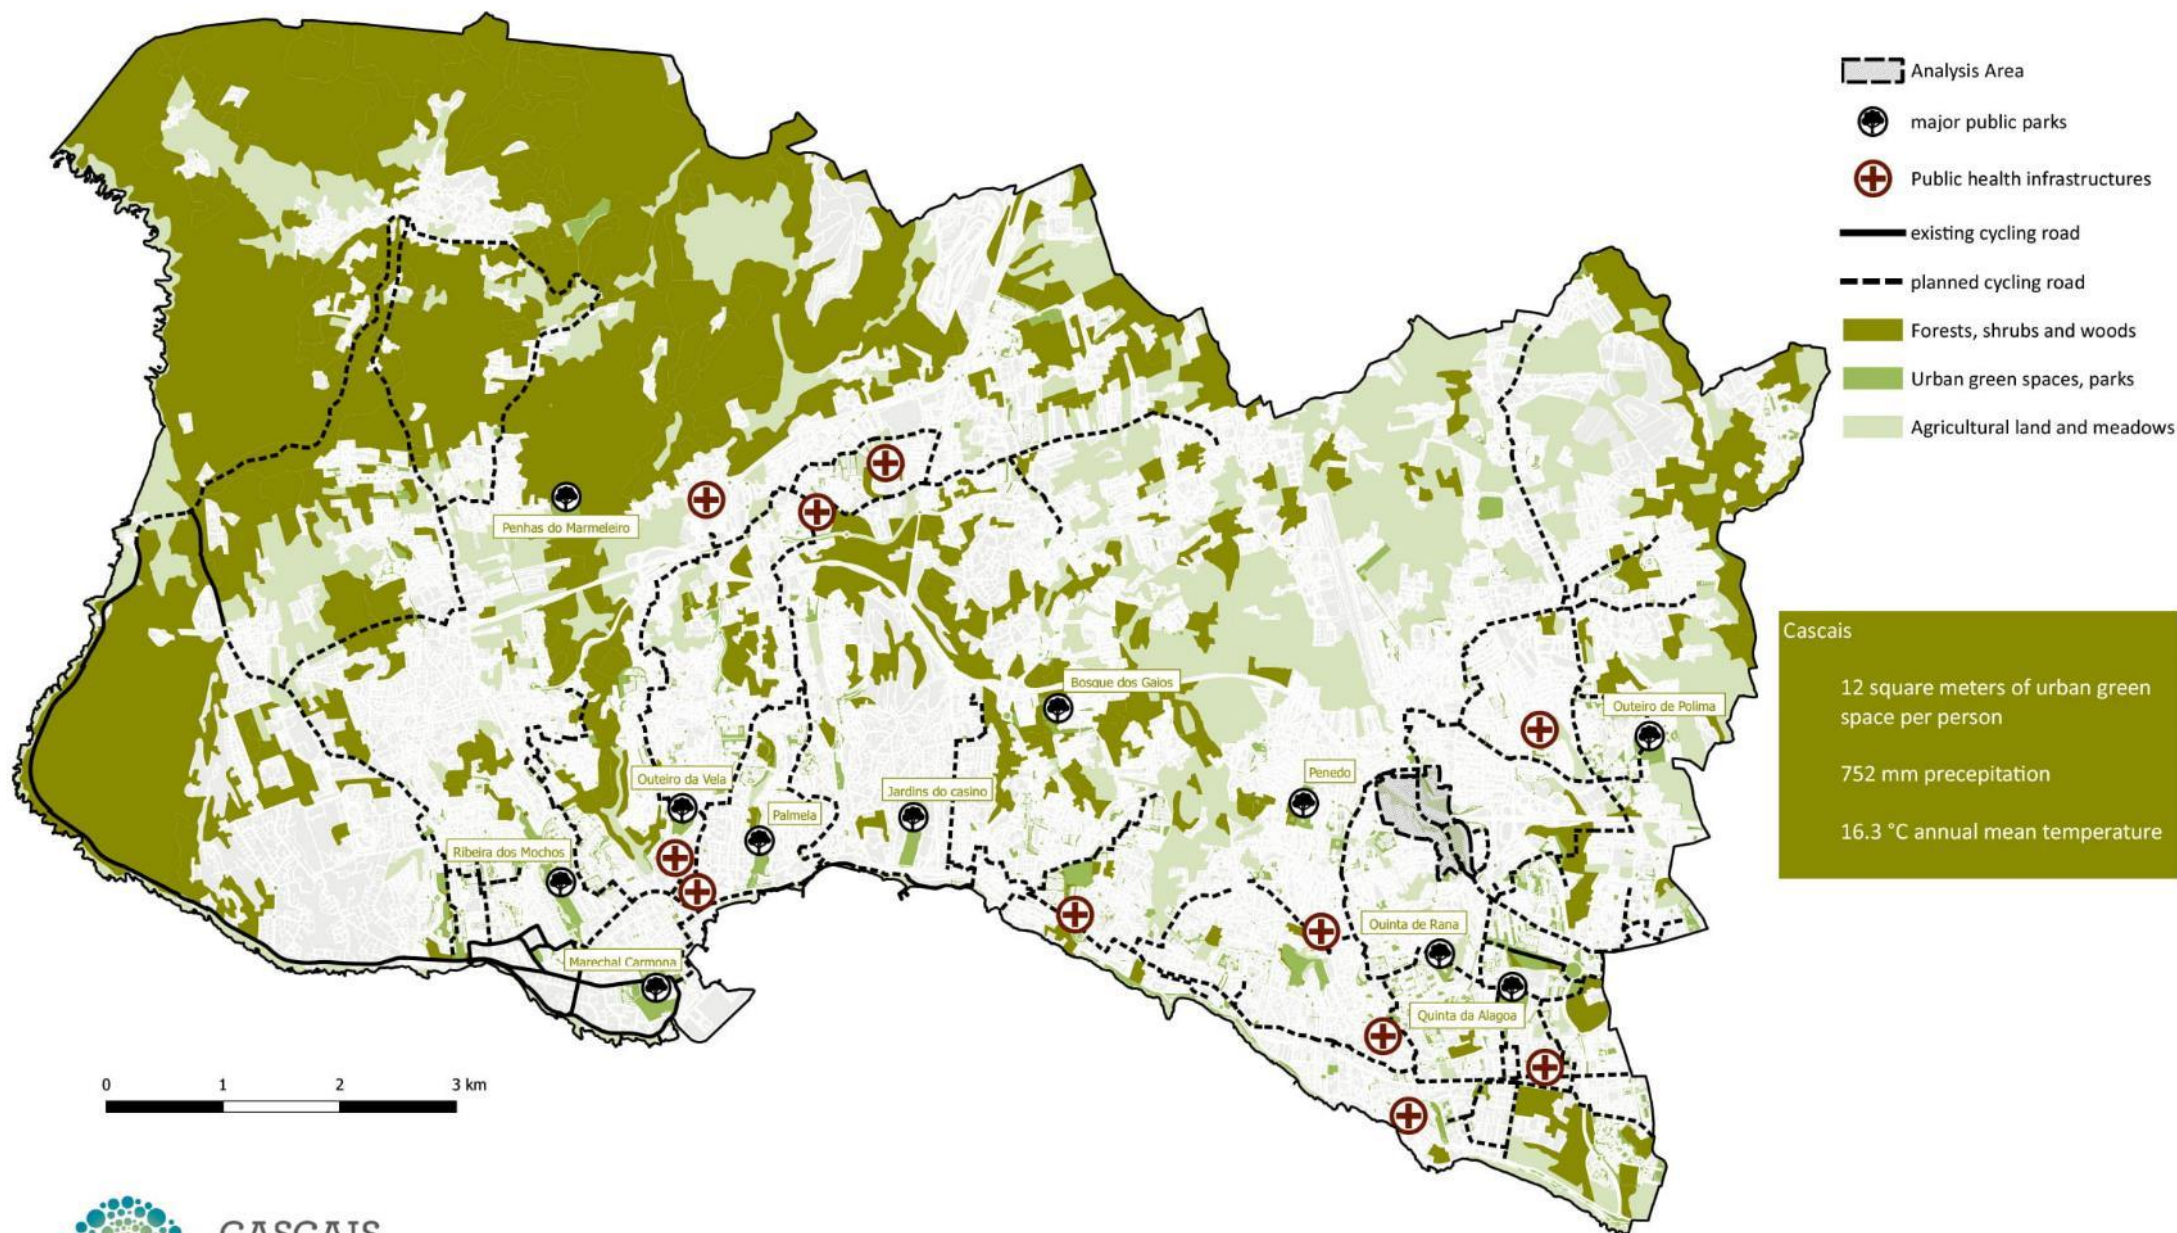 Analysis Area
major public parks
Public health infrastructures
existing cycling road
planned cycling road
Forests, shrubs and woods
Urban green spaces, parks
Agricultural land and meadows
Penhas do Marmeleiro
Bosque dos Gaios
Outeiro de Polima
Outeiro da Vela
Penedo
Jardins do casino
Palmela
Ribeira dos Mochos
Quinta de Rana
Marechal Carmona
Quinta da Alagoa
Cascais
12 square meters of urban green
space per person
752 mm precepitation
16.3 °C annual mean temperature
0 1 2 3 km
CASCAIS